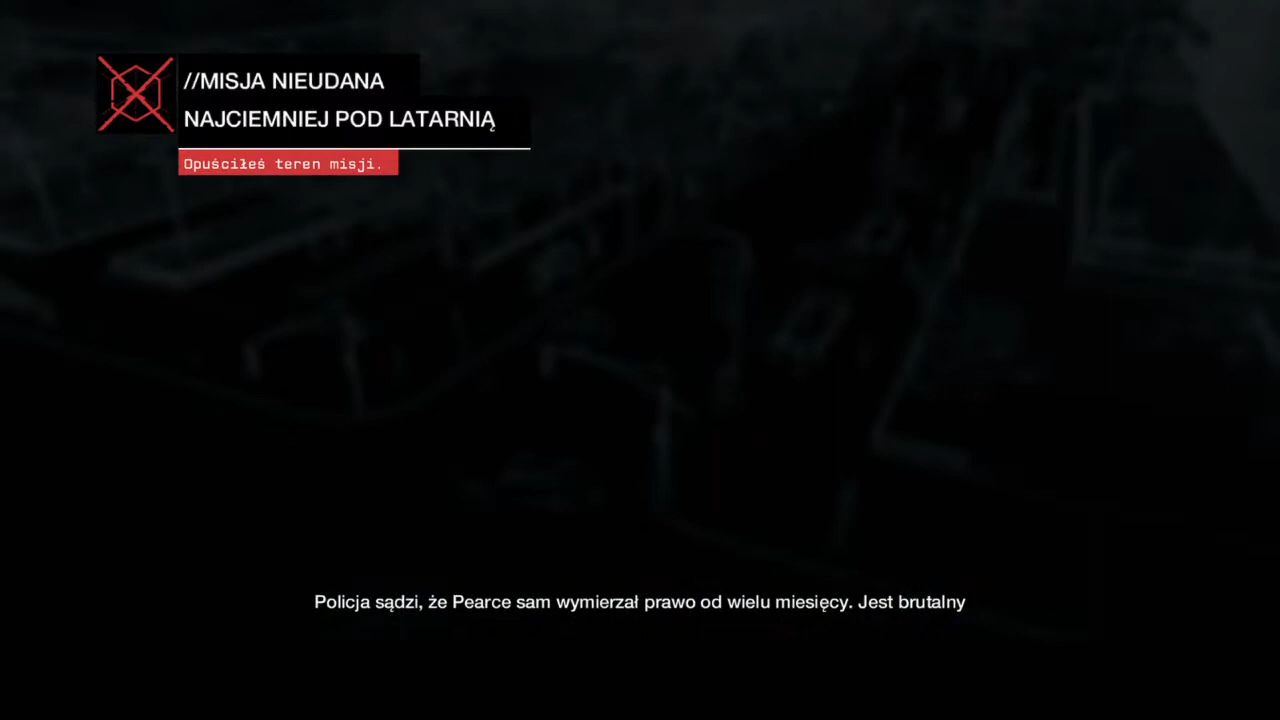 //MISJA NIEUDANA
NAJCIEMNIEJ POD LATARNIĄ
Opuściłeś teren misji.
Policja sądzi, że Pearce sam wymierzał prawo od wielu miesięcy. Jest brutalny